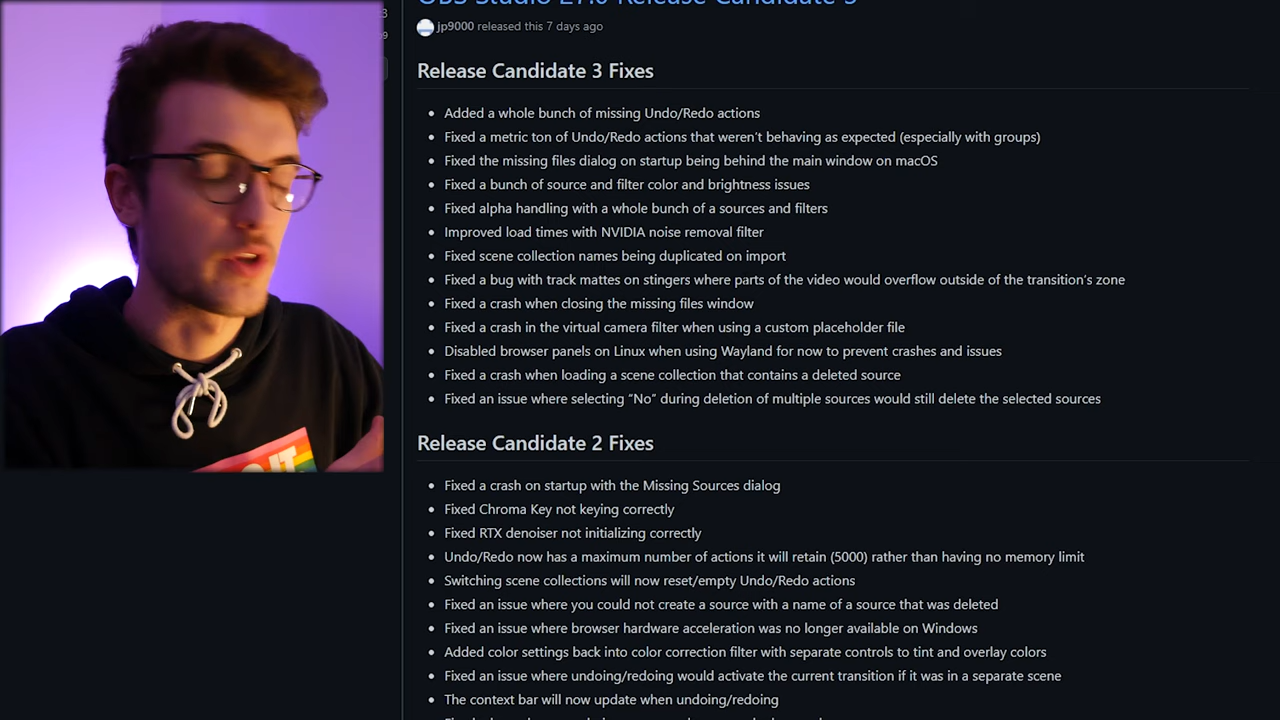 OBS Studio 27.0 Release Candidate 3
jp9000 released this 7 days ago
Release Candidate 3 Fixes
Added a whole bunch of missing Undo/Redo actions
Fixed a metric ton of Undo/Redo actions that weren't behaving as expected (especially with groups)
Fixed the missing files dialog on startup being behind the main window on macOS
Fixed a bunch of source and filter color and brightness issues
Fixed alpha handling with a whole bunch of a sources and filters
Improved load times with NVIDIA noise removal filter
Fixed scene collection names being duplicated on import
Fixed a bug with track mattes on stingers where parts of the video would overflow outside of the transition's zone
Fixed a crash when closing the missing files window
Fixed a crash in the virtual camera filter when using a custom placeholder file
Disabled browser panels on Linux when using Wayland for now to prevent crashes and issues
Fixed a crash when loading a scene collection that contains a deleted source
Fixed an issue where selecting "No" during deletion of multiple sources would still delete the selected sources
Release Candidate 2 Fixes
Fixed a crash on startup with the Missing Sources dialog
Fixed Chroma Key not keying correctly
Fixed RTX denoiser not initializing correctly
Undo/Redo now has a maximum number of actions it will retain (5000) rather than having no memory limit
Switching scene collections will now reset/empty Undo/Redo actions
Fixed an issue where you could not create a source with a name of a source that was deleted
Fixed an issue where browser hardware acceleration was no longer available on Windows
Added color settings back into color correction filter with separate controls to tint and overlay colors
Fixed an issue where undoing/redoing would activate the current transition if it was in a separate scene
The context bar will now update when undoing/redoing